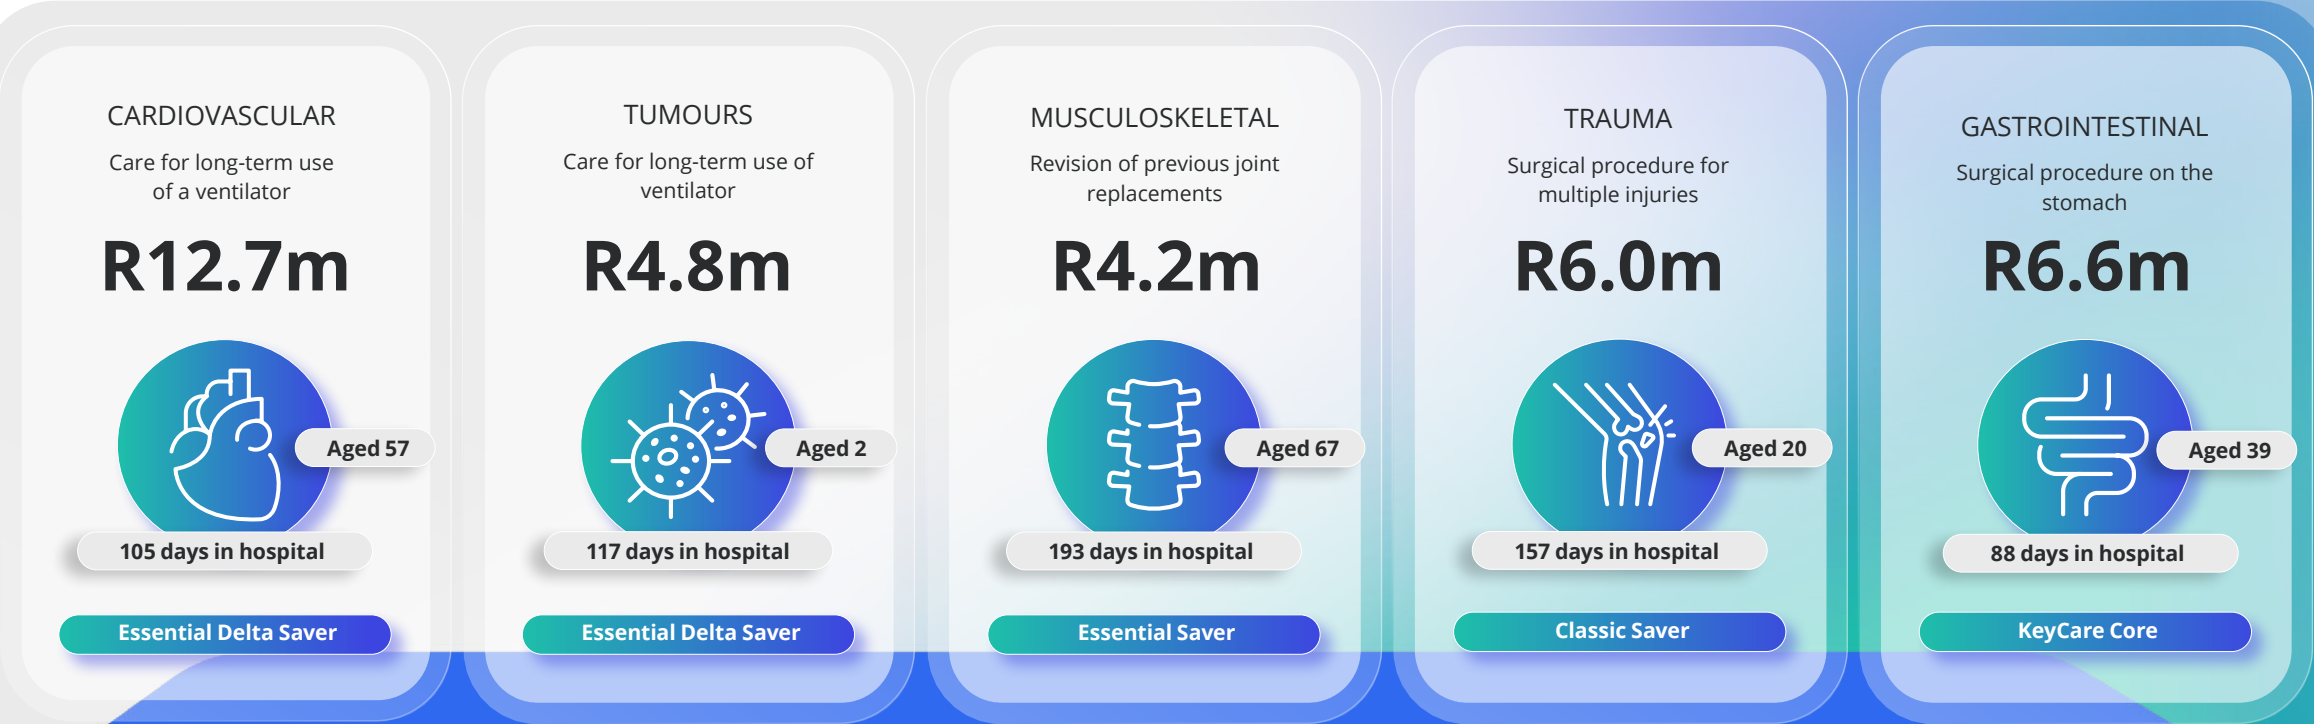 CARDIOVASCULAR
Care for long-term use
of a ventilator
R12.7m
Aged 57
105 days in hospital
Essential Delta Saver
TUMOURS
Care for long-term use of
ventilator
R4.8m
Aged 2
117 days in hospital
Essential Delta Saver
MUSCULOSKELETAL
Revision of previous joint
replacements
R4.2m
Aged 67
193 days in hospital
Essential Saver
TRAUMA
Surgical procedure for
multiple injuries
R6.0m
Aged 20
157 days in hospital
Classic Saver
GASTROINTESTINAL
Surgical procedure on the
stomach
R6.6m
Aged 39
88 days in hospital
KeyCare Core